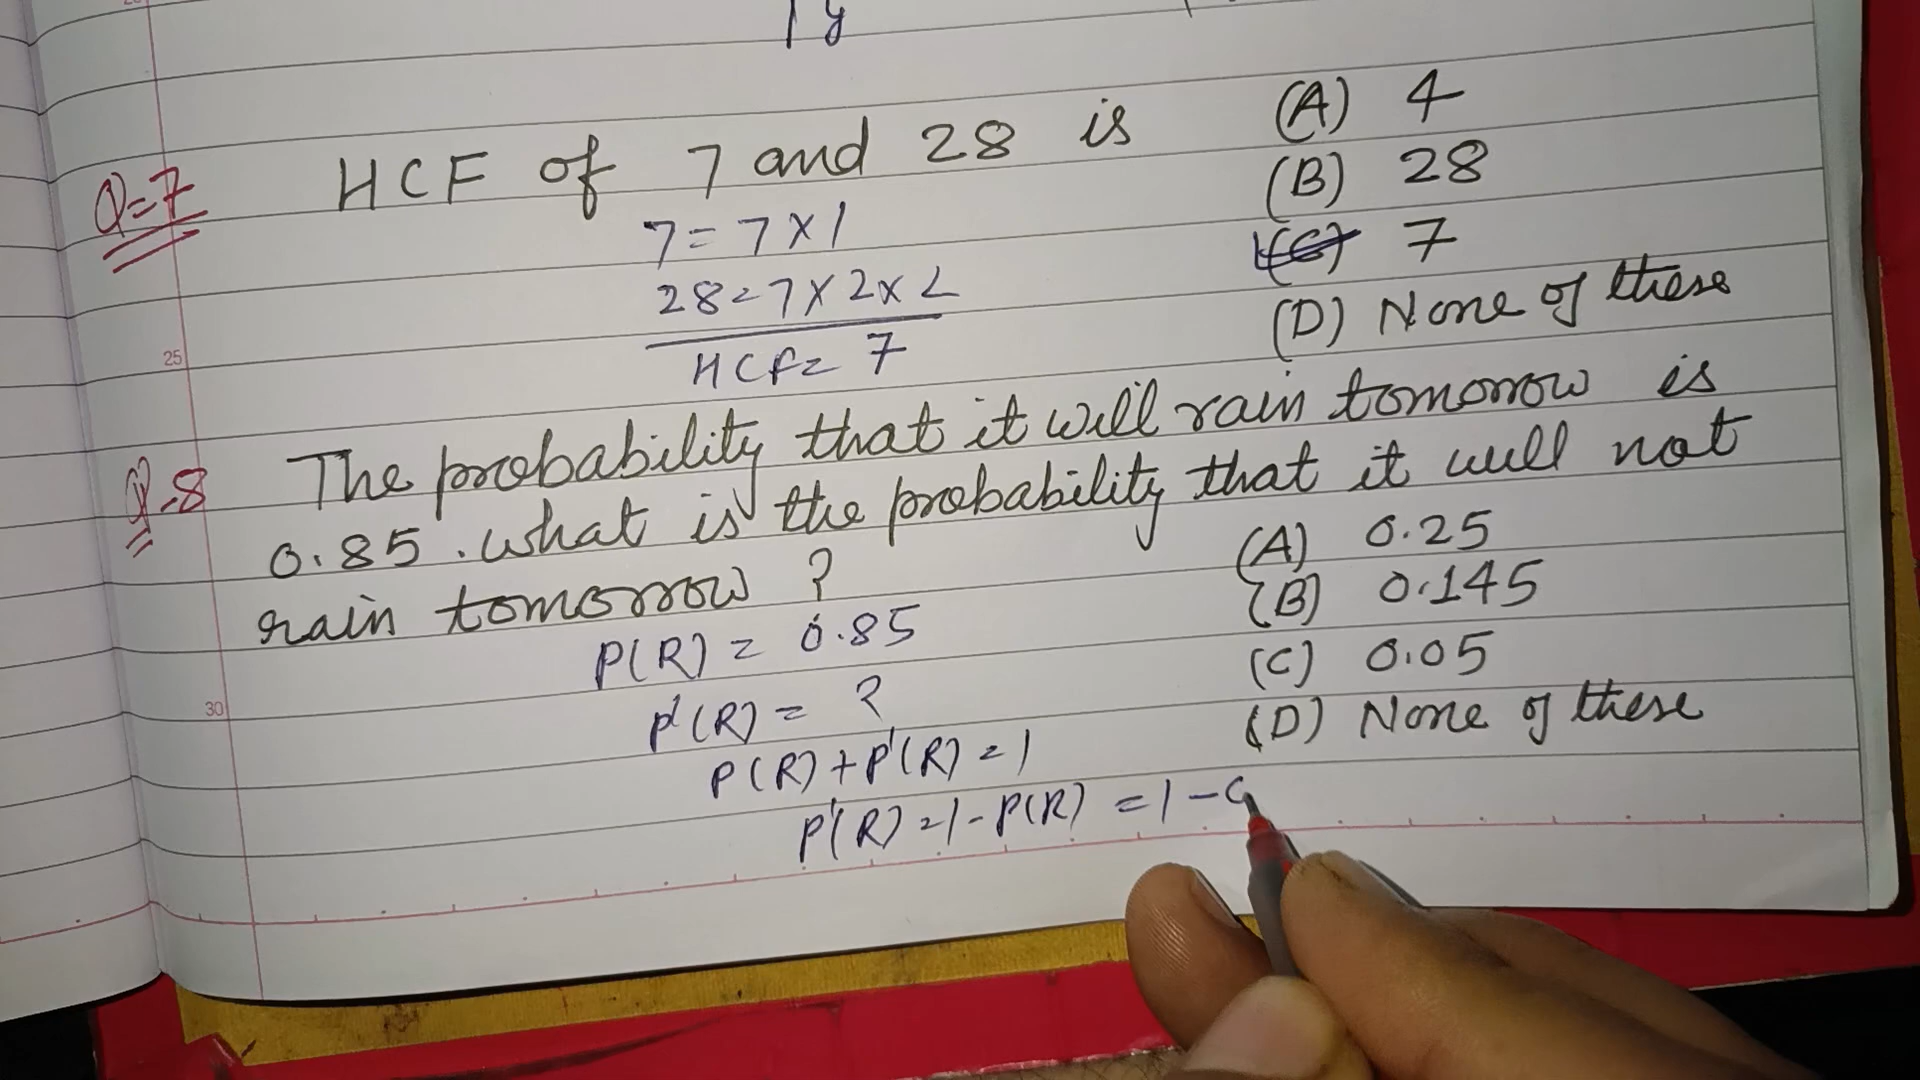 Q=7 HCF of 7 and 28 is (A) 4
(B) 28
7 = 7 × 1
(C) 7
28 = 7 × 2 × 2
(D) None of these
HCF = 7
25
Q.8 The probability that it will rain tomorrow is
0.85. what is the probability that it will not
rain tomorrow ? (A) 0.25
(B) 0.145
P(R) = 0.85
(C) 0.05
30
P'(R) = ?
(D) None of these
P(R) + P'(R) = 1
P'(R) = 1 - P(R) = 1 -